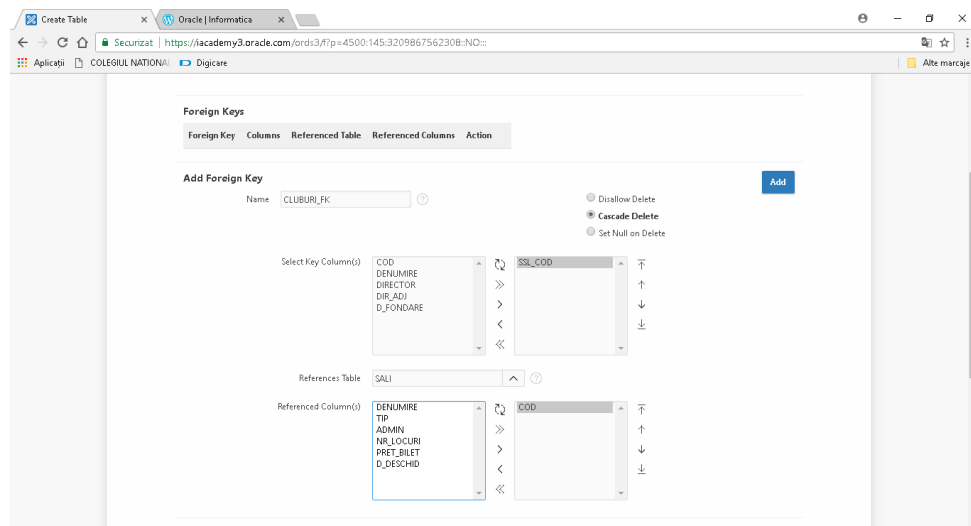 Create Table
Oracle | Informatica
Securizat | https://iacademy3.oracle.com/ords3/f?p=4500:145:3209867562308::NO:::
Aplicații COLEGIUL NATIONAL Digicare Alte marcaje
Foreign Keys
Foreign Key Columns Referenced Table Referenced Columns Action
Add Foreign Key
Add
Name CLUBURI_FK
Disallow Delete
Cascade Delete
Set Null on Delete
Select Key Column(s)
COD
DENUMIRE
DIRECTOR
DIR_ADJ
D_FONDARE
SSL_COD
References Table SALI
Referenced Column(s)
DENUMIRE
TIP
ADMIN
NR_LOCURI
PRET_BILET
D_DESCHID
COD